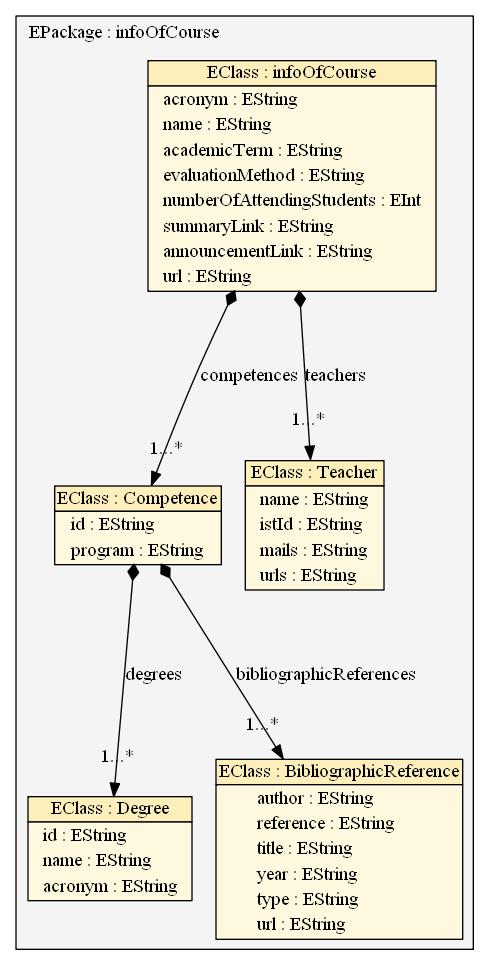 EPackage : infoOfCourse
EClass : infoOfCourse
acronym : EString
name : EString
academicTerm : EString
evaluationMethod : EString
numberOfAttendingStudents : EInt
summaryLink : EString
announcementLink : EString
url : EString
competences teachers
1...*
1...*
EClass : Teacher
name : EString
istId : EString
mails : EString
urls : EString
EClass : Competence
id : EString
program : EString
degrees
bibliographicReferences
1...*
1...*
EClass : BibliographicReference
author : EString
reference : EString
title : EString
year : EString
type : EString
url : EString
EClass : Degree
id : EString
name : EString
acronym : EString